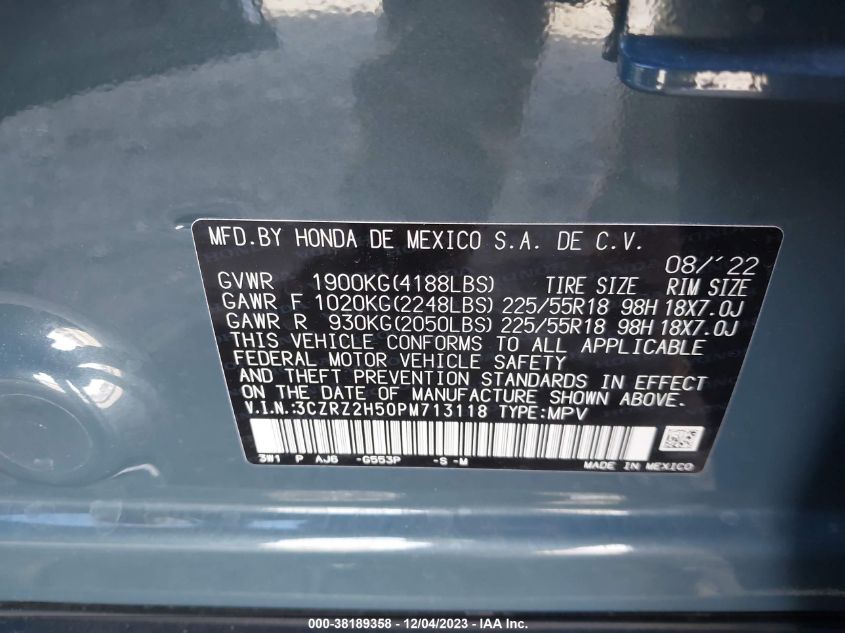 MFD.BY HONDA DE MEXICO S.A. DE C.V.
08/'22
GVWR 1900KG(4188LBS) TIRE SIZE RIM SIZE
GAWR F 1020KG(2248LBS) 225/55R18 98H 18X7.0J
GAWR R 930KG(2050LBS) 225/55R18 98H 18X7.0J
THIS VEHICLE CONFORMS TO ALL APPLICABLE
FEDERAL MOTOR VEHICLE SAFETY
AND THEFT PREVENTION STANDARDS IN EFFECT
ON THE DATE OF MANUFACTURE SHOWN ABOVE.
V.I.N.:3CZRZ2H50PM713118 TYPE:MPV
3W1 P AJ6 -G553P -S -M
MADE IN MEXICO
000-38189358 - 12/04/2023 - IAA Inc.